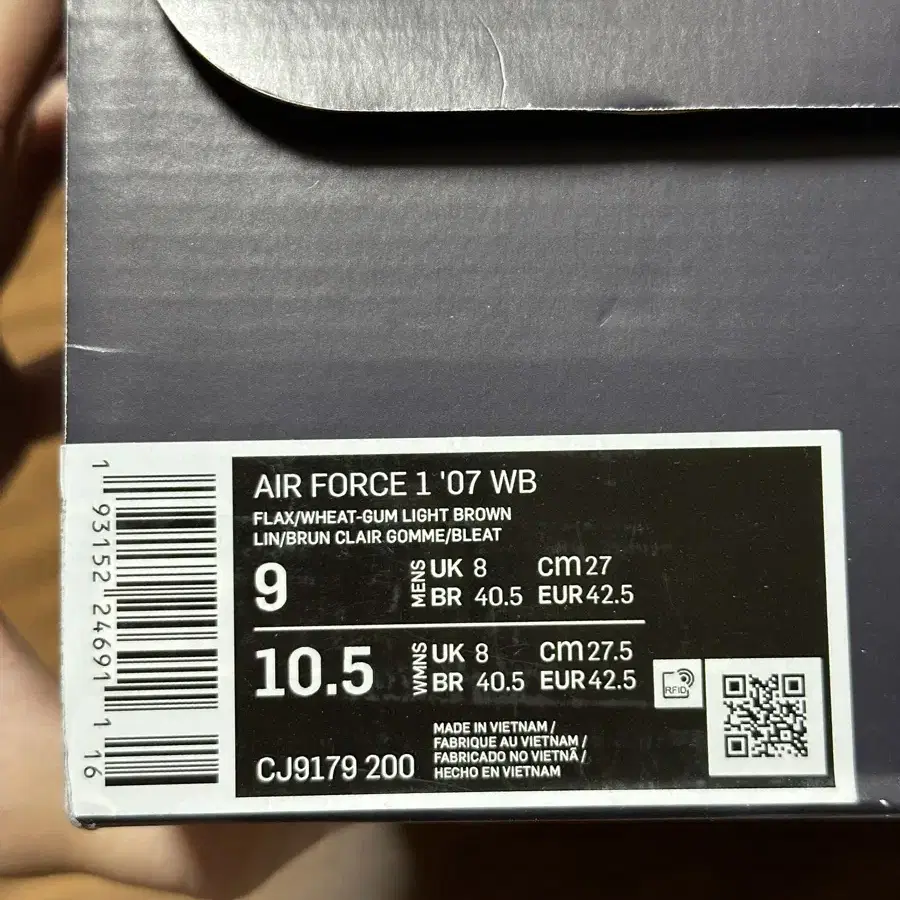 1 93152 24691 1 16
AIR FORCE 1 '07 WB
FLAX/WHEAT-GUM LIGHT BROWN
LIN/BRUN CLAIR GOMME/BLEAT
9
MENS
UK 8 cm 27
BR 40.5 EUR 42.5
10.5
WMNS
UK 8 cm 27.5
BR 40.5 EUR 42.5
RFID
CJ9179 200
MADE IN VIETNAM /
FABRIQUE AU VIETNAM /
FABRICADO NO VIETNÃ /
HECHO EN VIETNAM